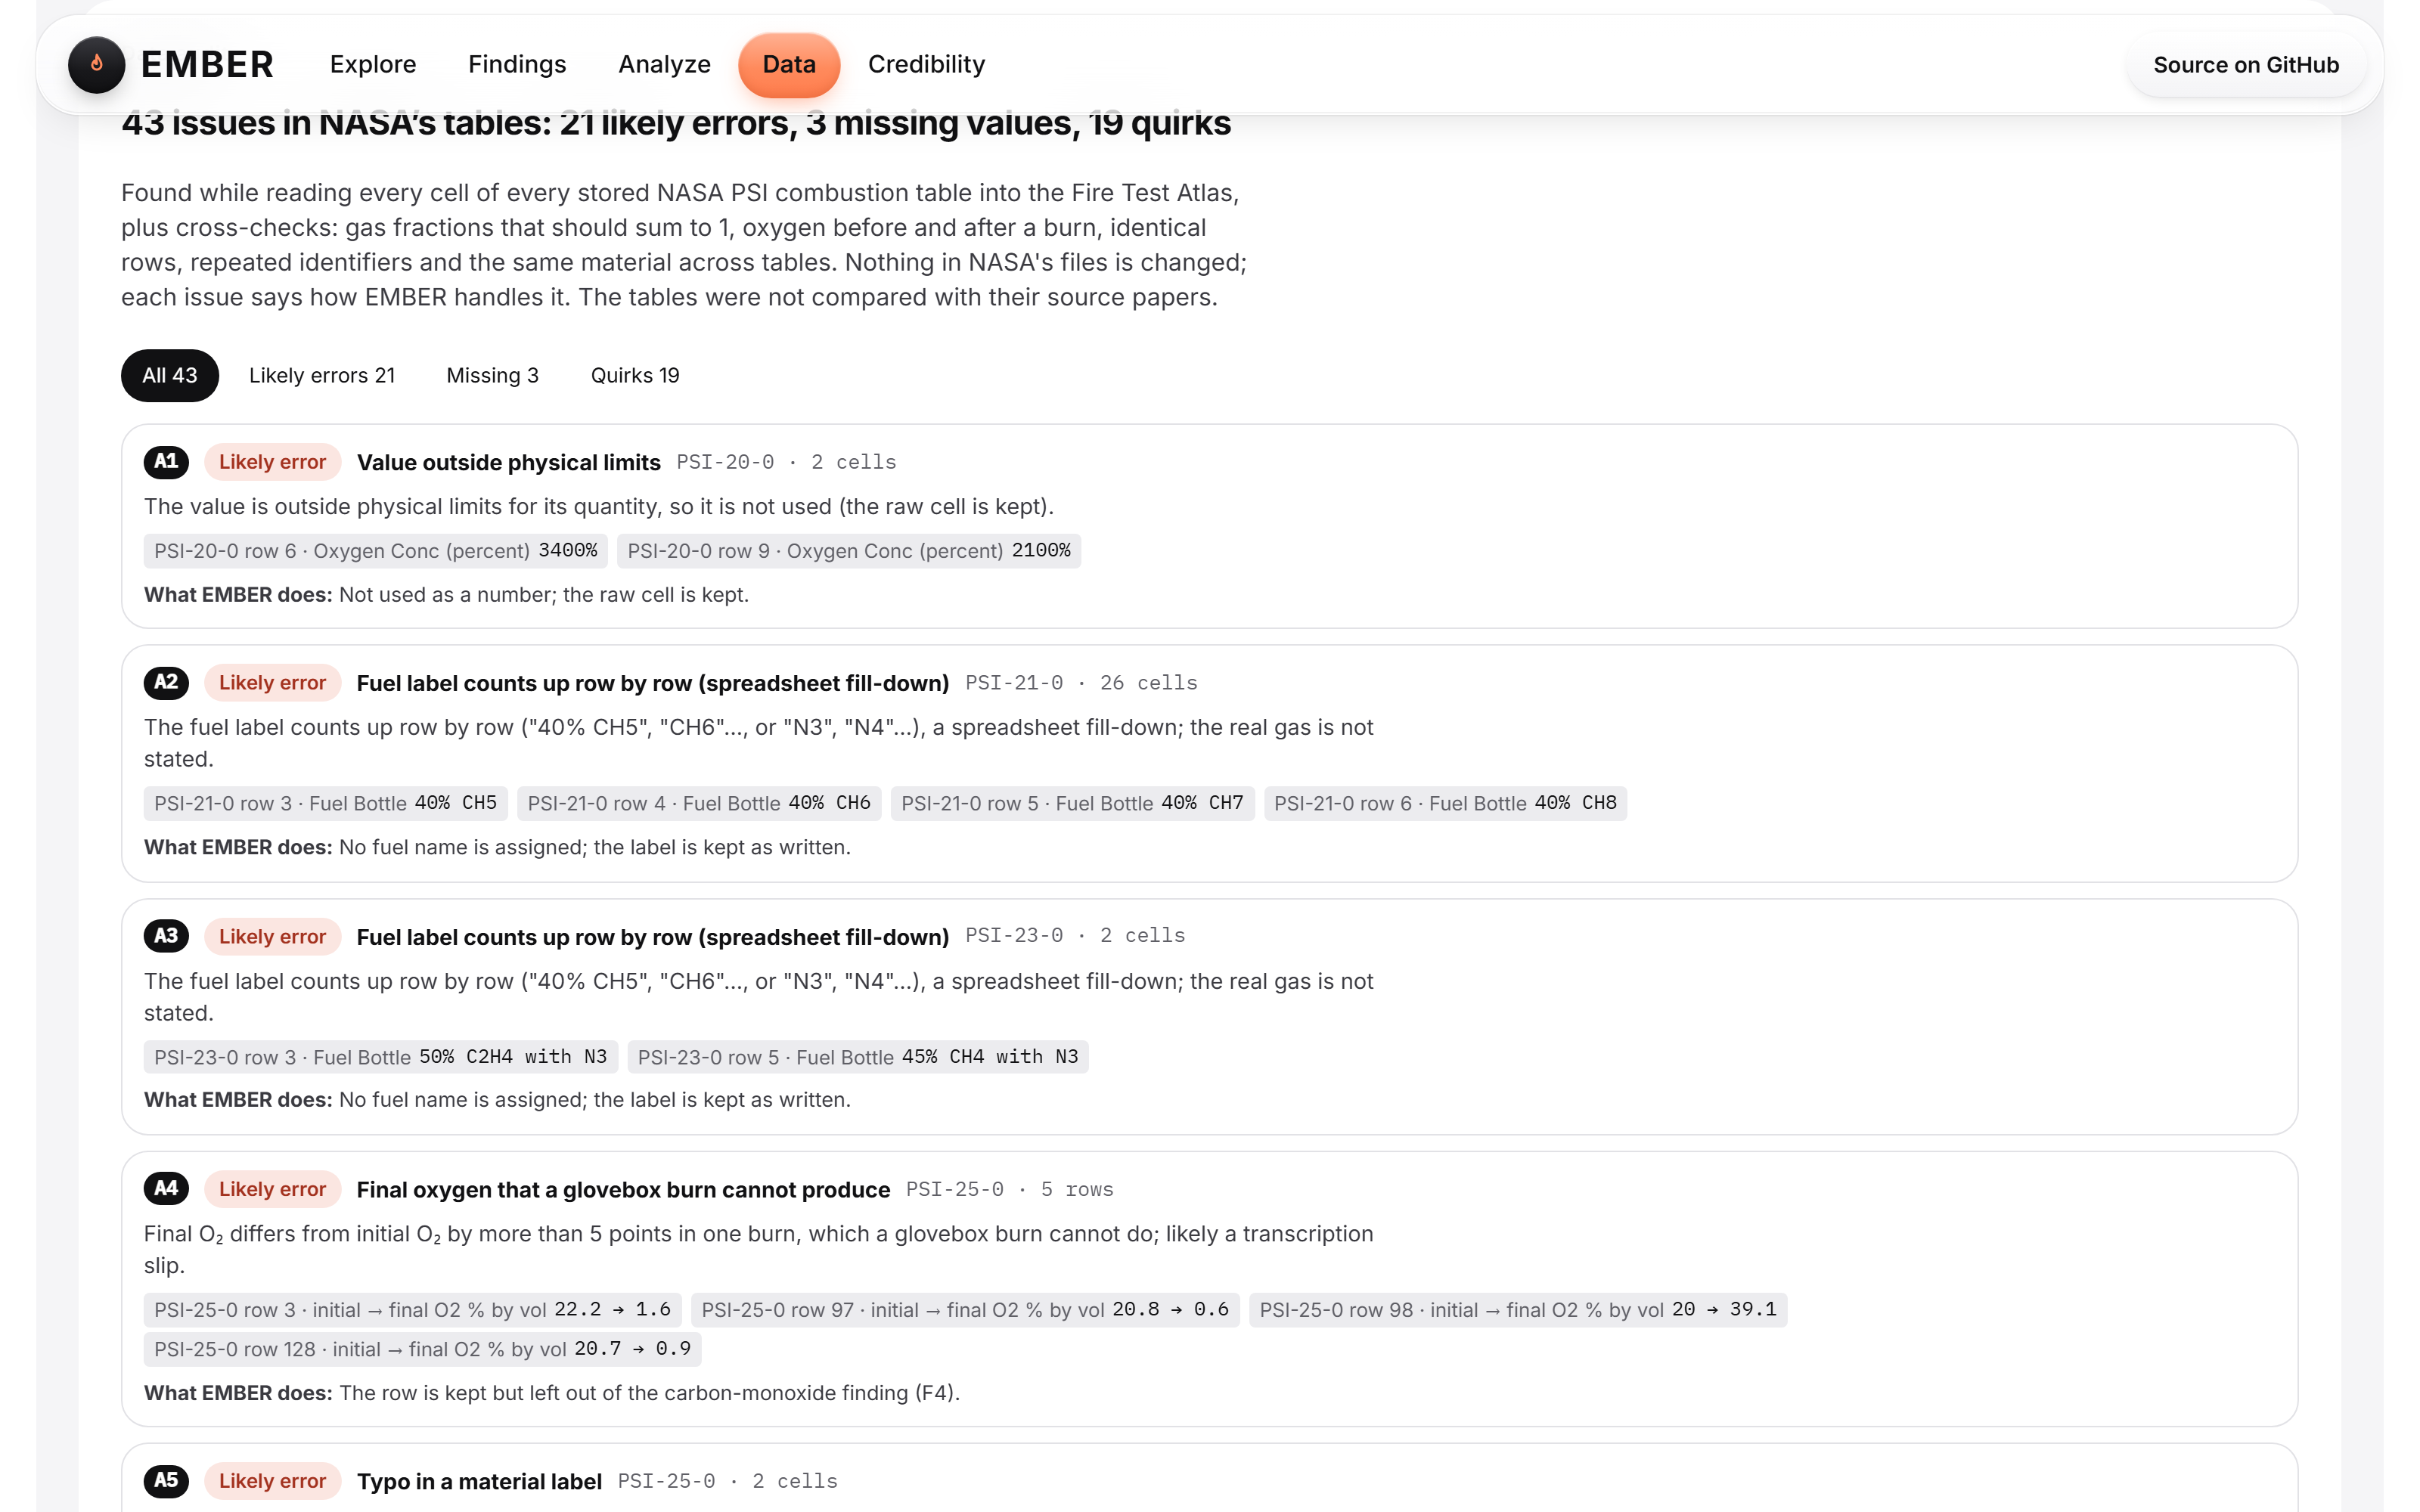 EMBER
Explore
Findings
Analyze
Data
Credibility
Source on GitHub
43 issues in NASA's tables: 21 likely errors, 3 missing values, 19 quirks
Found while reading every cell of every stored NASA PSI combustion table into the Fire Test Atlas,
plus cross-checks: gas fractions that should sum to 1, oxygen before and after a burn, identical
rows, repeated identifiers and the same material across tables. Nothing in NASA's files is changed;
each issue says how EMBER handles it. The tables were not compared with their source papers.
All 43
Likely errors 21
Missing 3
Quirks 19
A1 Likely error Value outside physical limits PSI-20-0 · 2 cells
The value is outside physical limits for its quantity, so it is not used (the raw cell is kept).
PSI-20-0 row 6 · Oxygen Conc (percent) 3400% PSI-20-0 row 9 · Oxygen Conc (percent) 2100%
What EMBER does: Not used as a number; the raw cell is kept.
A2 Likely error Fuel label counts up row by row (spreadsheet fill-down) PSI-21-0 · 26 cells
The fuel label counts up row by row ("40% CH5", "CH6"..., or "N3", "N4"...), a spreadsheet fill-down; the real gas is not
stated.
PSI-21-0 row 3 · Fuel Bottle 40% CH5 PSI-21-0 row 4 · Fuel Bottle 40% CH6 PSI-21-0 row 5 · Fuel Bottle 40% CH7 PSI-21-0 row 6 · Fuel Bottle 40% CH8
What EMBER does: No fuel name is assigned; the label is kept as written.
A3 Likely error Fuel label counts up row by row (spreadsheet fill-down) PSI-23-0 · 2 cells
The fuel label counts up row by row ("40% CH5", "CH6"..., or "N3", "N4"...), a spreadsheet fill-down; the real gas is not
stated.
PSI-23-0 row 3 · Fuel Bottle 50% C2H4 with N3 PSI-23-0 row 5 · Fuel Bottle 45% CH4 with N3
What EMBER does: No fuel name is assigned; the label is kept as written.
A4 Likely error Final oxygen that a glovebox burn cannot produce PSI-25-0 · 5 rows
Final O₂ differs from initial O₂ by more than 5 points in one burn, which a glovebox burn cannot do; likely a transcription
slip.
PSI-25-0 row 3 · initial → final O2 % by vol 22.2 → 1.6 PSI-25-0 row 97 · initial → final O2 % by vol 20.8 → 0.6 PSI-25-0 row 98 · initial → final O2 % by vol 20 → 39.1
PSI-25-0 row 128 · initial → final O2 % by vol 20.7 → 0.9
What EMBER does: The row is kept but left out of the carbon-monoxide finding (F4).
A5 Likely error Typo in a material label PSI-25-0 · 2 cells